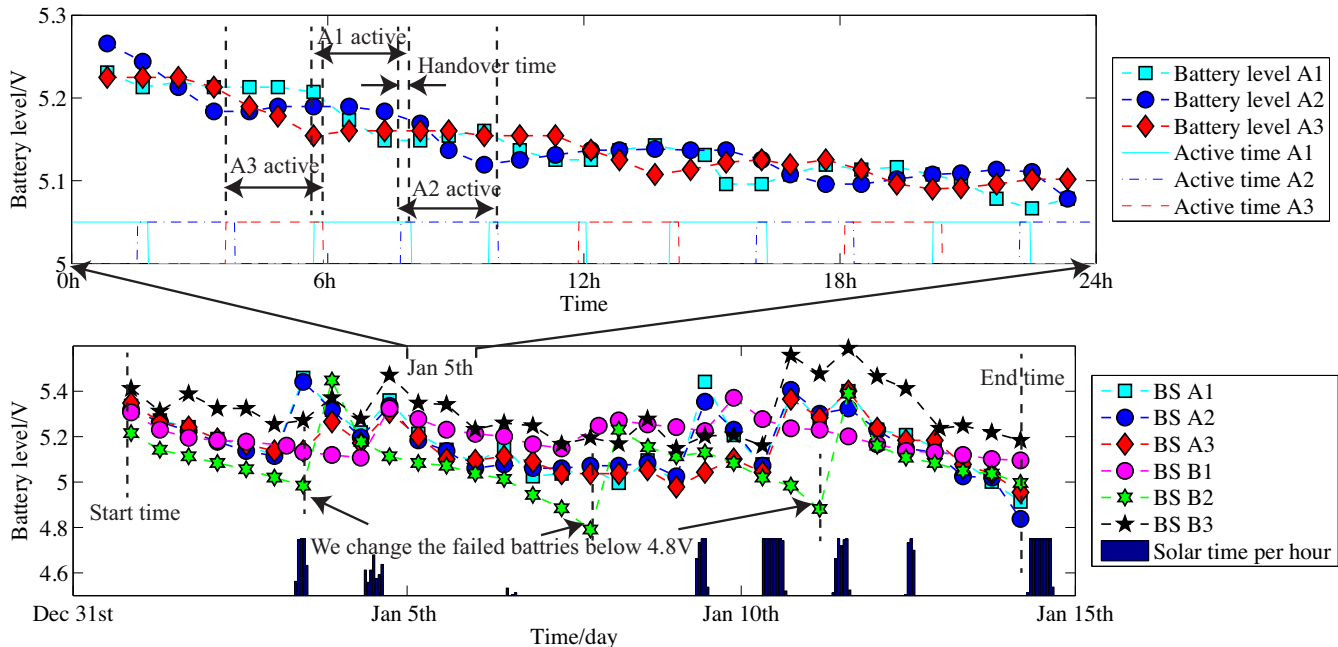 5.3
5.2
5.1
5
Battery level/V
A1 active
Handover time
A3 active
A2 active
0h
6h
12h
18h
24h
Time
Battery level A1
Battery level A2
Battery level A3
Active time A1
Active time A2
Active time A3
5.4
5.2
5
4.8
4.6
Battery level/V
Jan 5th
End time
Start time
We change the failed battries below 4.8V
Dec 31st
Jan 5th
Jan 10th
Jan 15th
Time/day
BS A1
BS A2
BS A3
BS B1
BS B2
BS B3
Solar time per hour